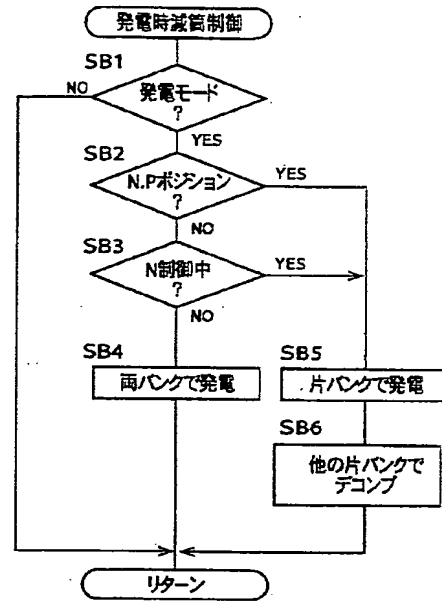 発電時減筒制御
SB1
NO
発電モード
?
YES
SB2
N.Pポジション
?
YES
NO
SB3
N制御中
?
YES
NO
SB4
両バンクで発電
SB5
片バンクで発電
SB6
他の片バンクで
デコンプ
リターン